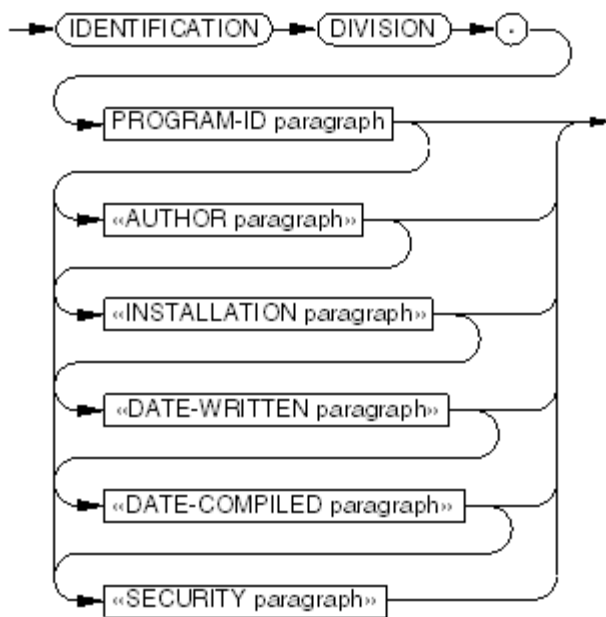 IDENTIFICATION DIVISION .
PROGRAM-ID paragraph
«AUTHOR paragraph»
«INSTALLATION paragraph»
«DATE-WRITTEN paragraph»
«DATE-COMPILED paragraph»
«SECURITY paragraph»